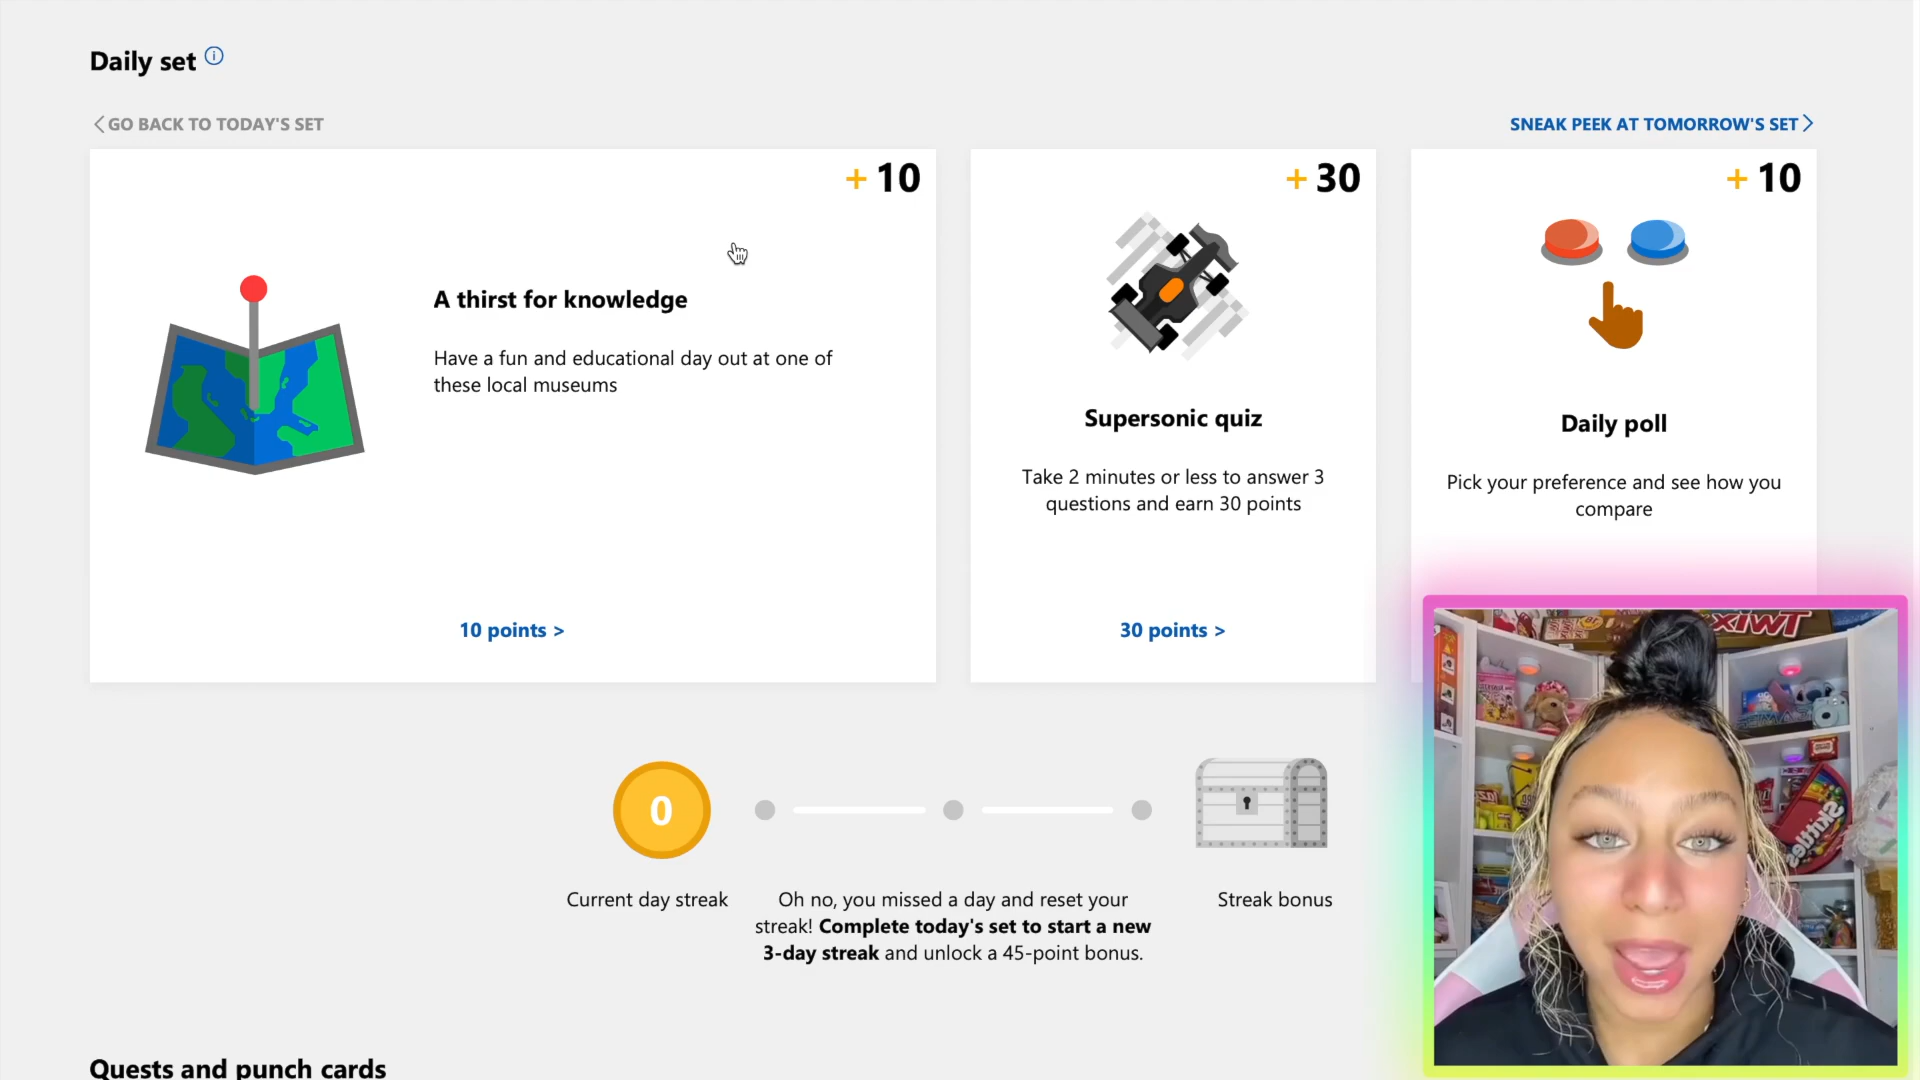 Daily set
GO BACK TO TODAY'S SET
SNEAK PEEK AT TOMORROW'S SET
+ 10
A thirst for knowledge
Have a fun and educational day out at one of
these local museums
10 points >
+ 30
Supersonic quiz
Take 2 minutes or less to answer 3
questions and earn 30 points
30 points >
+ 10
Daily poll
Pick your preference and see how you
compare
0
Current day streak
Oh no, you missed a day and reset your
streak! Complete today's set to start a new
3-day streak and unlock a 45-point bonus.
Streak bonus
Twix
Skittles
Quests and punch cards